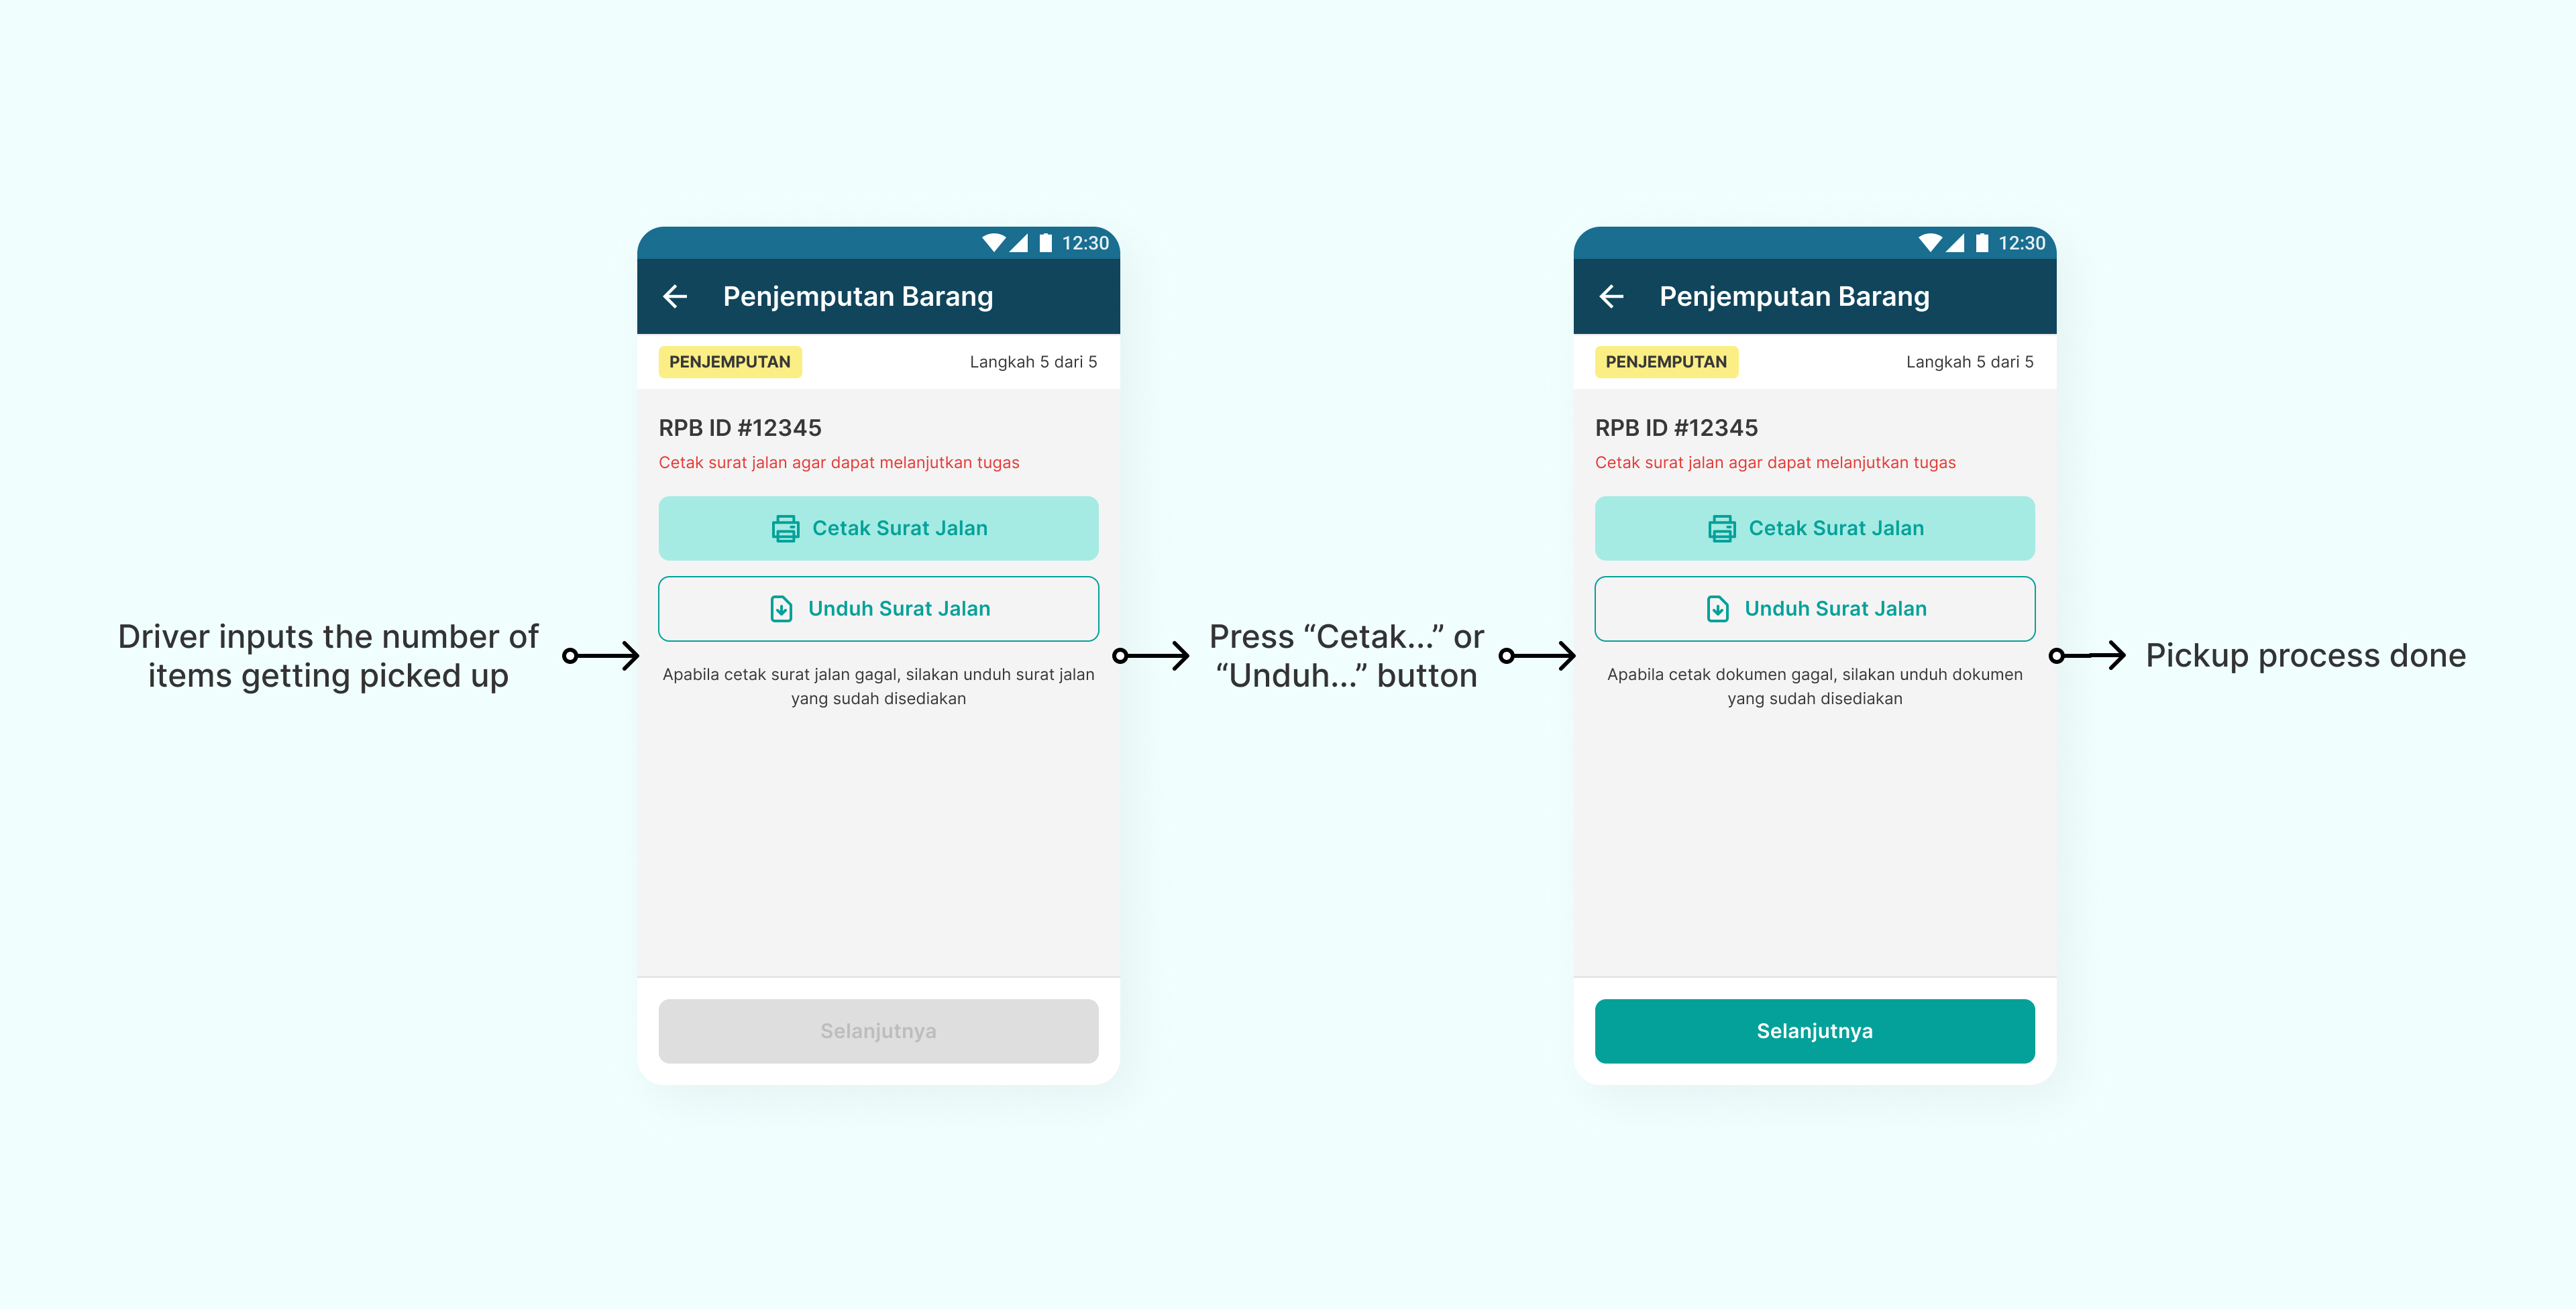 Driver inputs the number of
items getting picked up
12:30
Penjemputan Barang
PENJEMPUTAN
Langkah 5 dari 5
RPB ID #12345
Cetak surat jalan agar dapat melanjutkan tugas
Cetak Surat Jalan
Unduh Surat Jalan
Apabila cetak surat jalan gagal, silakan unduh surat jalan
yang sudah disediakan
Selanjutnya
Press “Cetak...” or
“Unduh...” button
12:30
Penjemputan Barang
PENJEMPUTAN
Langkah 5 dari 5
RPB ID #12345
Cetak surat jalan agar dapat melanjutkan tugas
Cetak Surat Jalan
Unduh Surat Jalan
Apabila cetak dokumen gagal, silakan unduh dokumen
yang sudah disediakan
Selanjutnya
Pickup process done